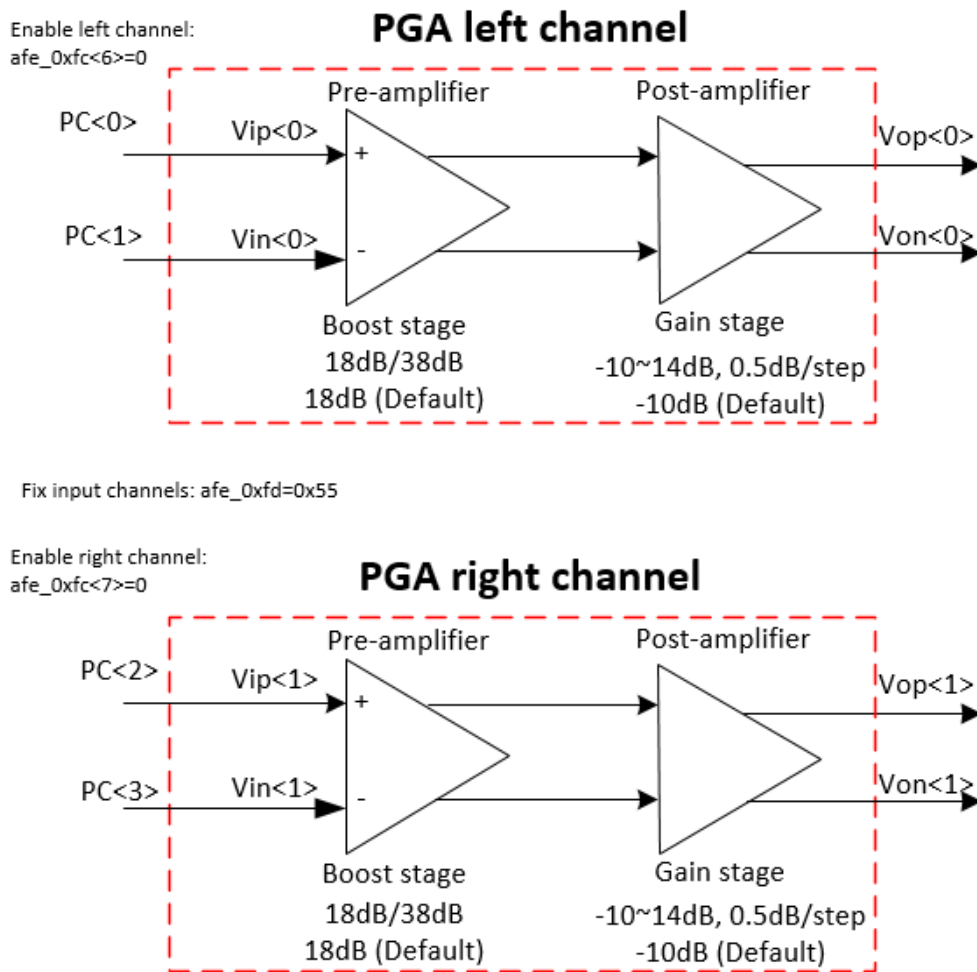 PGA left channel
Enable left channel:
afe_0xfc<6>=0
Pre-amplifier
Post-amplifier
PC<0>
Vip<0>
+
Vop<0>
PC<1>
Vin<0>
-
Von<0>
Boost stage
Gain stage
18dB/38dB
-10~14dB, 0.5dB/step
18dB (Default)
-10dB (Default)
Fix input channels: afe_0xfd=0x55
Enable right channel:
afe_0xfc<7>=0
PGA right channel
Pre-amplifier
Post-amplifier
PC<2>
Vip<1>
+
Vop<1>
PC<3>
Vin<1>
-
Von<1>
Boost stage
Gain stage
18dB/38dB
-10~14dB, 0.5dB/step
18dB (Default)
-10dB (Default)